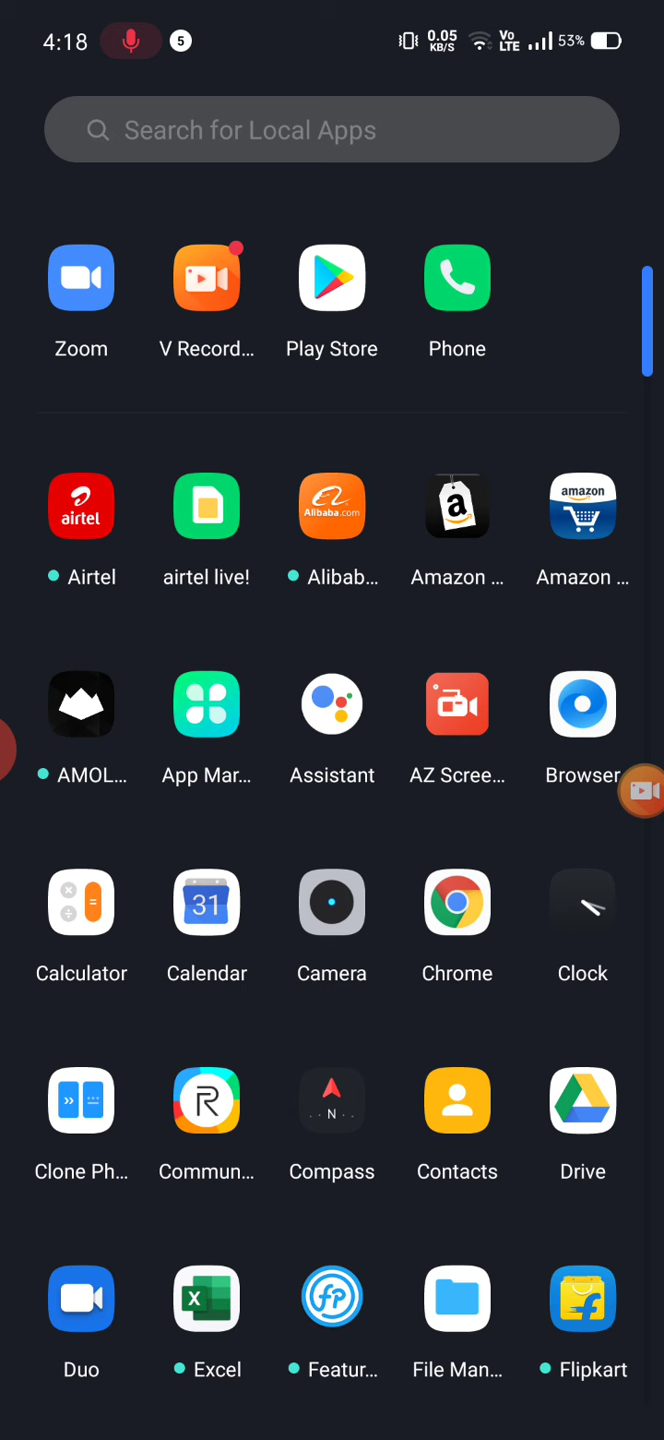 4:18 5 0.05 KB/S Vo LTE 53%
Search for Local Apps
Zoom V Record... Play Store Phone
airtel Alibaba.com a amazon
Airtel airtel live! Alibab... Amazon ... Amazon ...
AMOL... App Mar... Assistant AZ Scree... Browser
31
Calculator Calendar Camera Chrome Clock
R N
Clone Ph... Commun... Compass Contacts Drive
X fp f
Duo Excel Featur... File Man... Flipkart